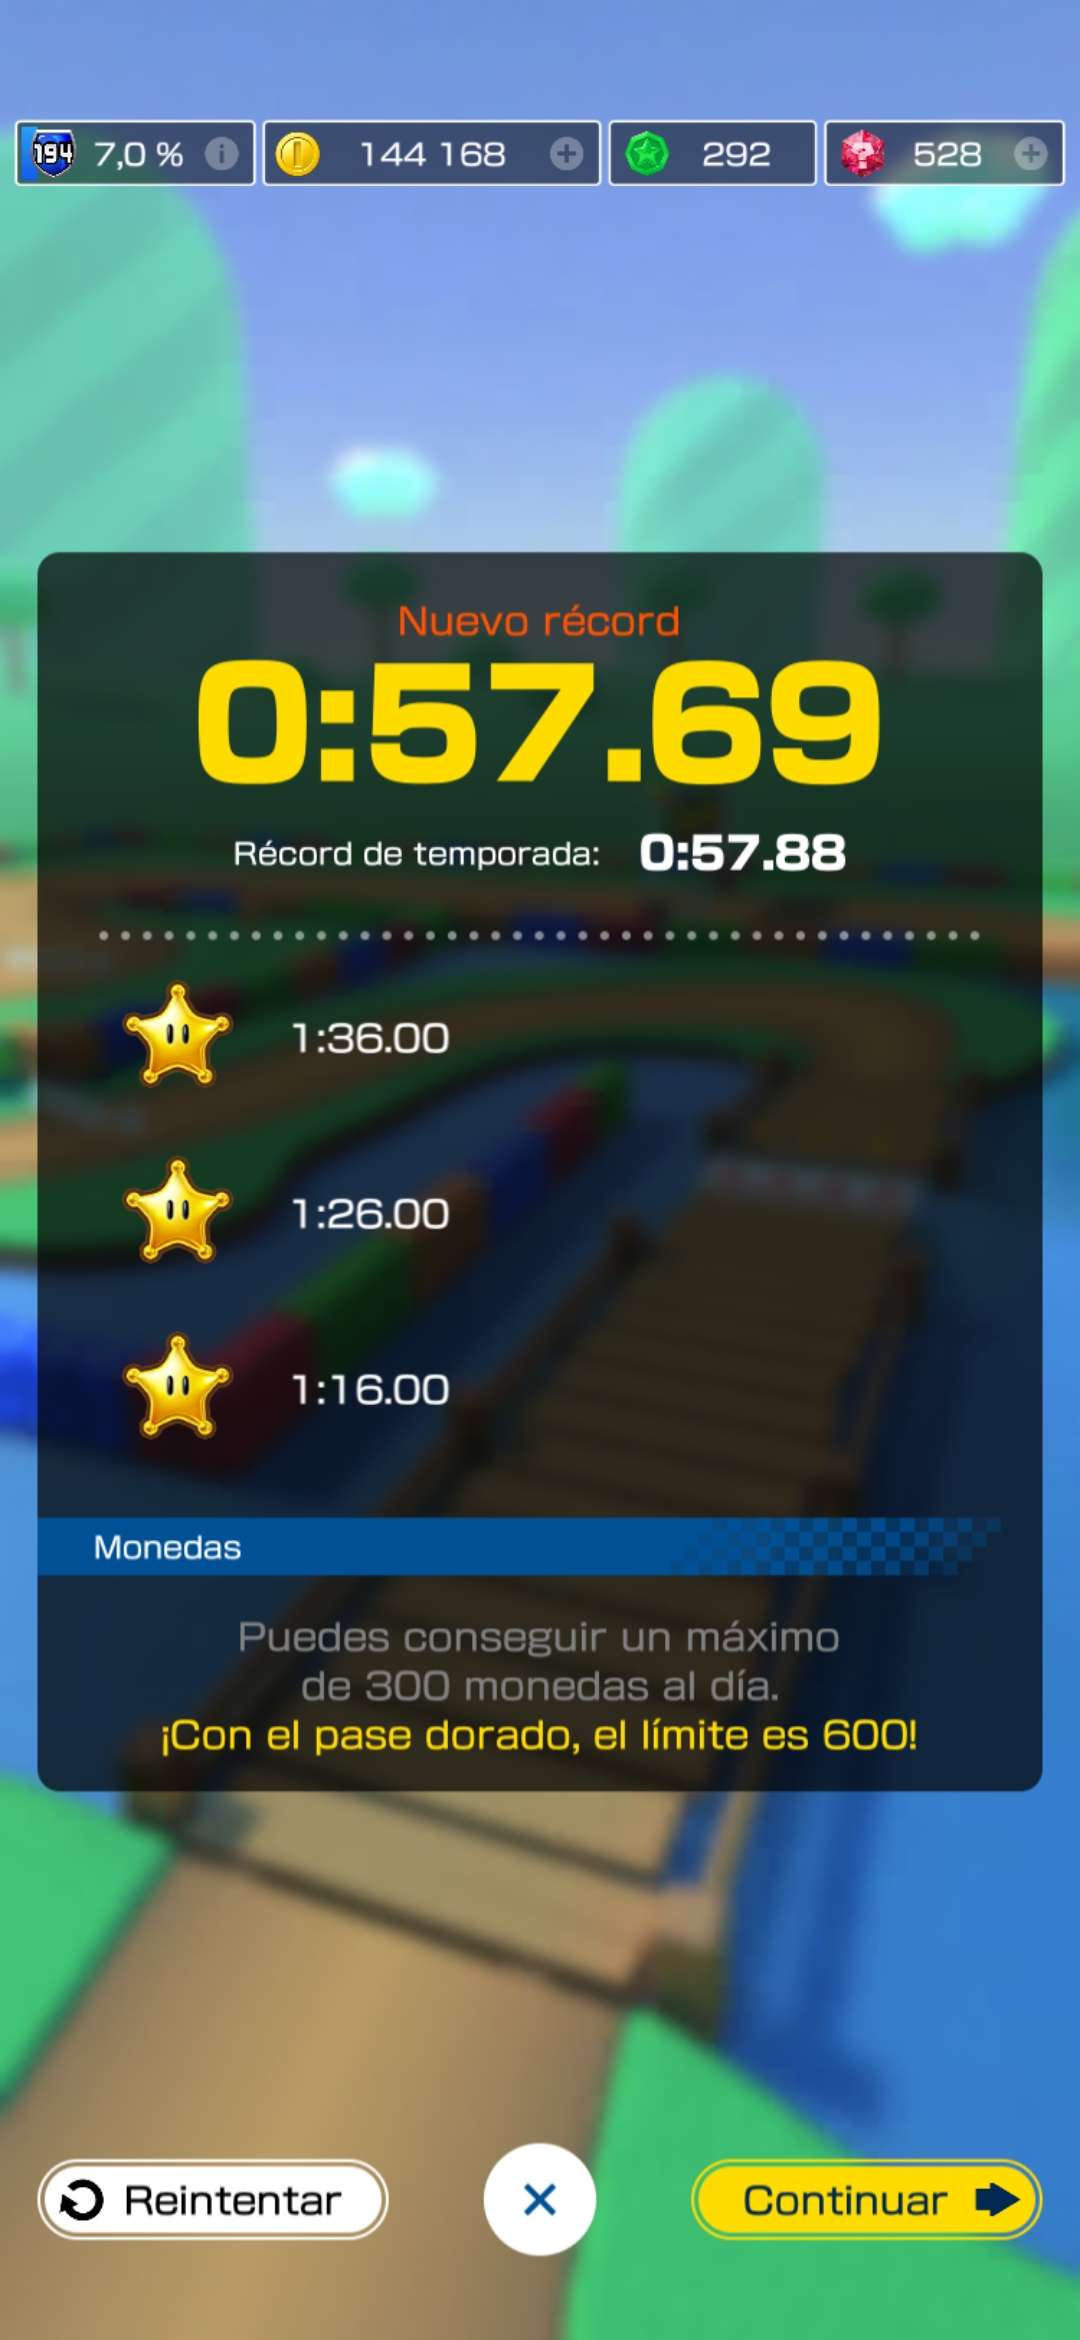 194 7,0 % 144 168 292 528
Nuevo récord
0:57.69
Récord de temporada: 0:57.88
1:36.00
1:26.00
1:16.00
Monedas
Puedes conseguir un máximo
de 300 monedas al día.
¡Con el pase dorado, el límite es 600!
Reintentar
Continuar